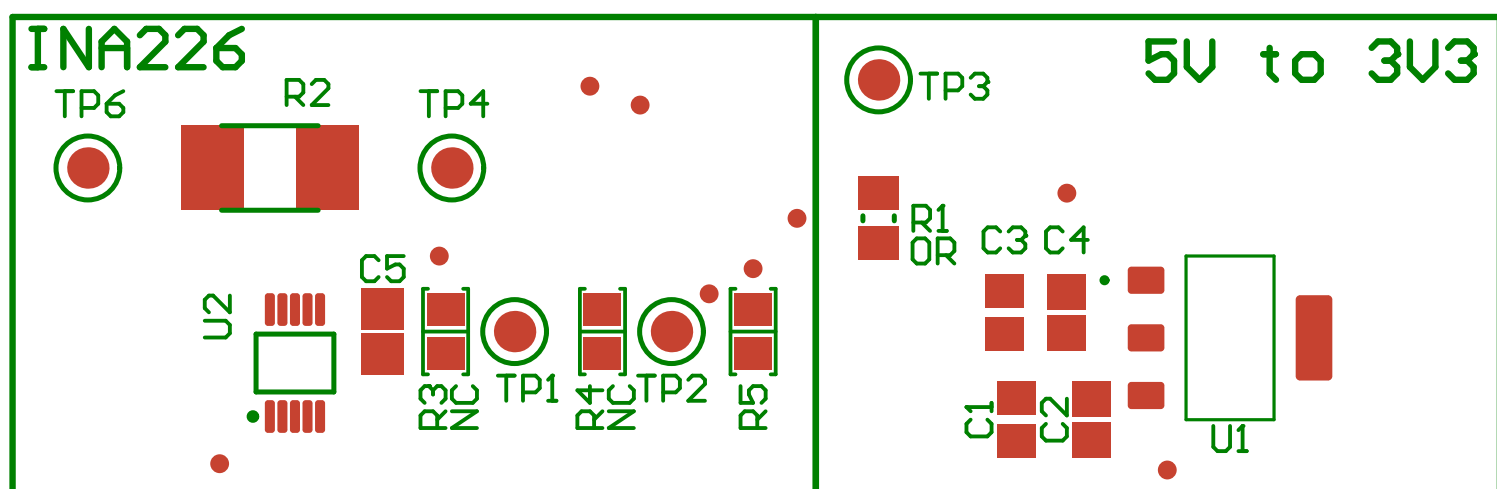 INA226
5V to 3V3
TP6
R2
TP4
TP3
R1
0R
C3
C4
C5
U2
TP1
TP2
R3
NC
R4
NC
R5
C1
C2
U1